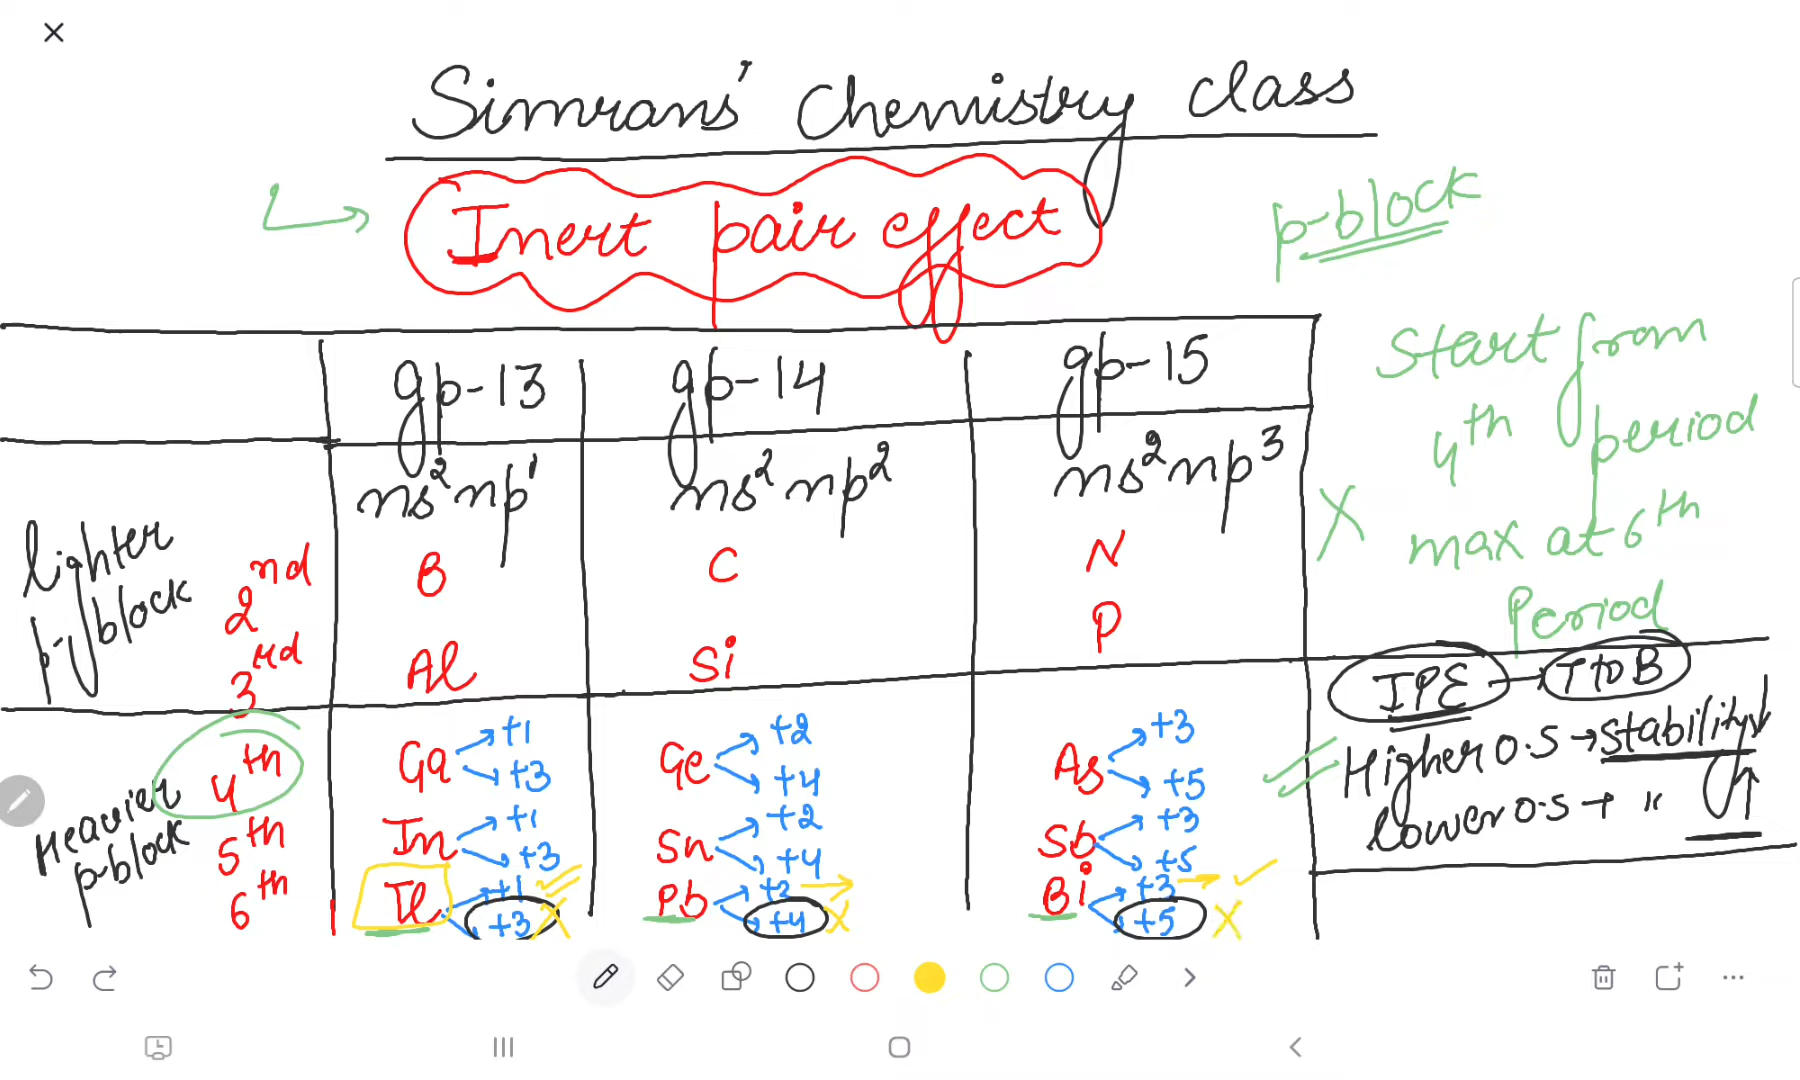 Simrans' Chemistry class
Inert pair effect
p-block
gp-13 gp-14 gp-15
Start from
4th period
max at 6th
Period
ns²np¹ ns²np² ns²np³
X
lighter
p-block
2nd B C N
3rd Al Si P
IPE → T to B
Higher O.S → Stability ↓
lower O.S → " ↑
Heavier
p-block
4th Ga +1 +3 Ge +2 +4 As +3 +5
5th In +1 +3 Sn +2 +4 Sb +3 +5
6th Tl +1 +3 X Pb +2 +4 X Bi +3 +5 X